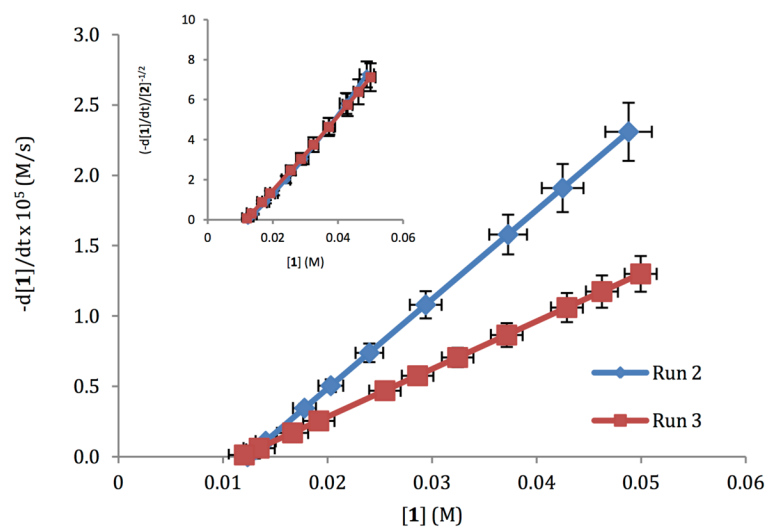 3.0
2.5
2.0
1.5
1.0
0.5
0.0
-d[1]/dt x 10⁵ (M/s)
0 0.01 0.02 0.03 0.04 0.05 0.06
[1] (M)
10
8
6
4
2
0
(-d[1]/dt)/[2]⁻¹/²
0 0.02 0.04 0.06
[1] (M)
Run 2
Run 3